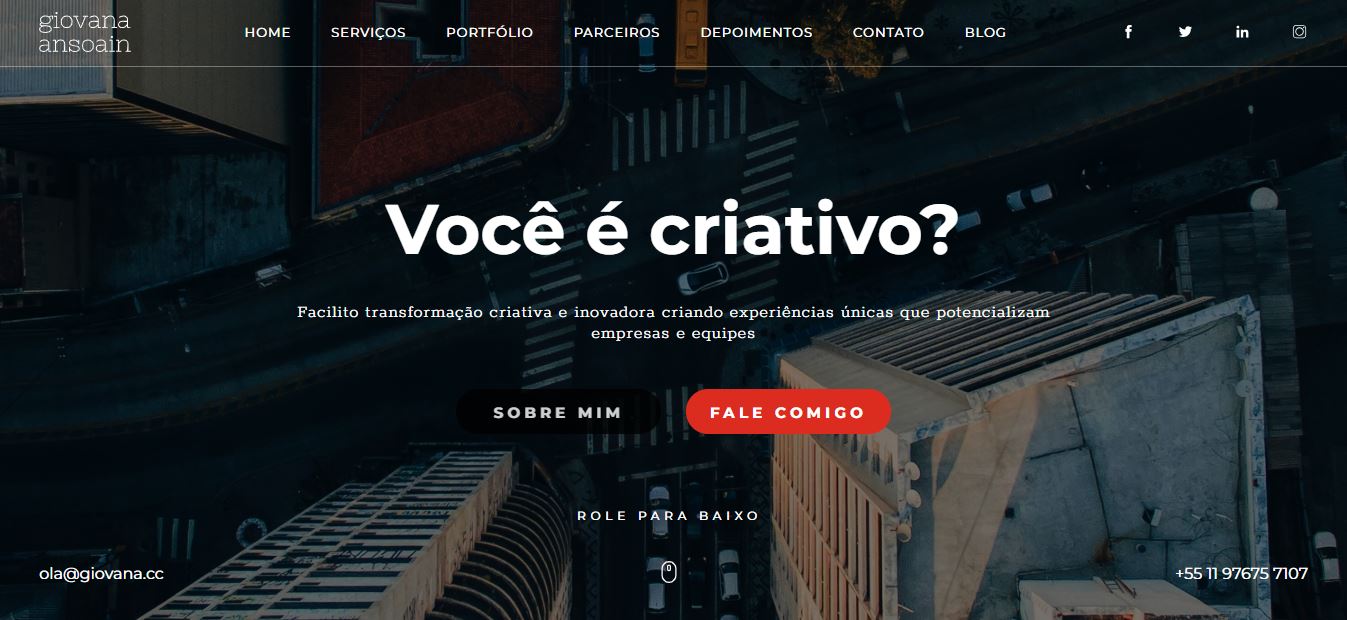 giovana
ansoain
HOME SERVIÇOS PORTFÓLIO PARCEIROS DEPOIMENTOS CONTATO BLOG
Você é criativo?
Facilito transformação criativa e inovadora criando experiências únicas que potencializam
empresas e equipes
SOBRE MIM FALE COMIGO
ROLE PARA BAIXO
ola@giovana.cc +55 11 97675 7107